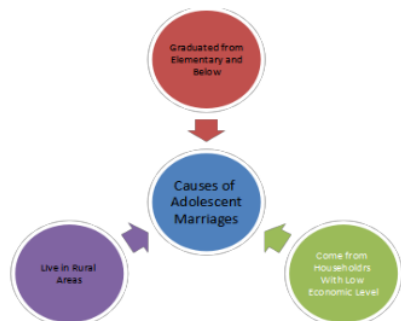 Graduated from
Elementary and
Below
Causes of
Adolescent
Marriages
Live in Rural
Areas
Come from
Householdrs
With Low
Economic Level